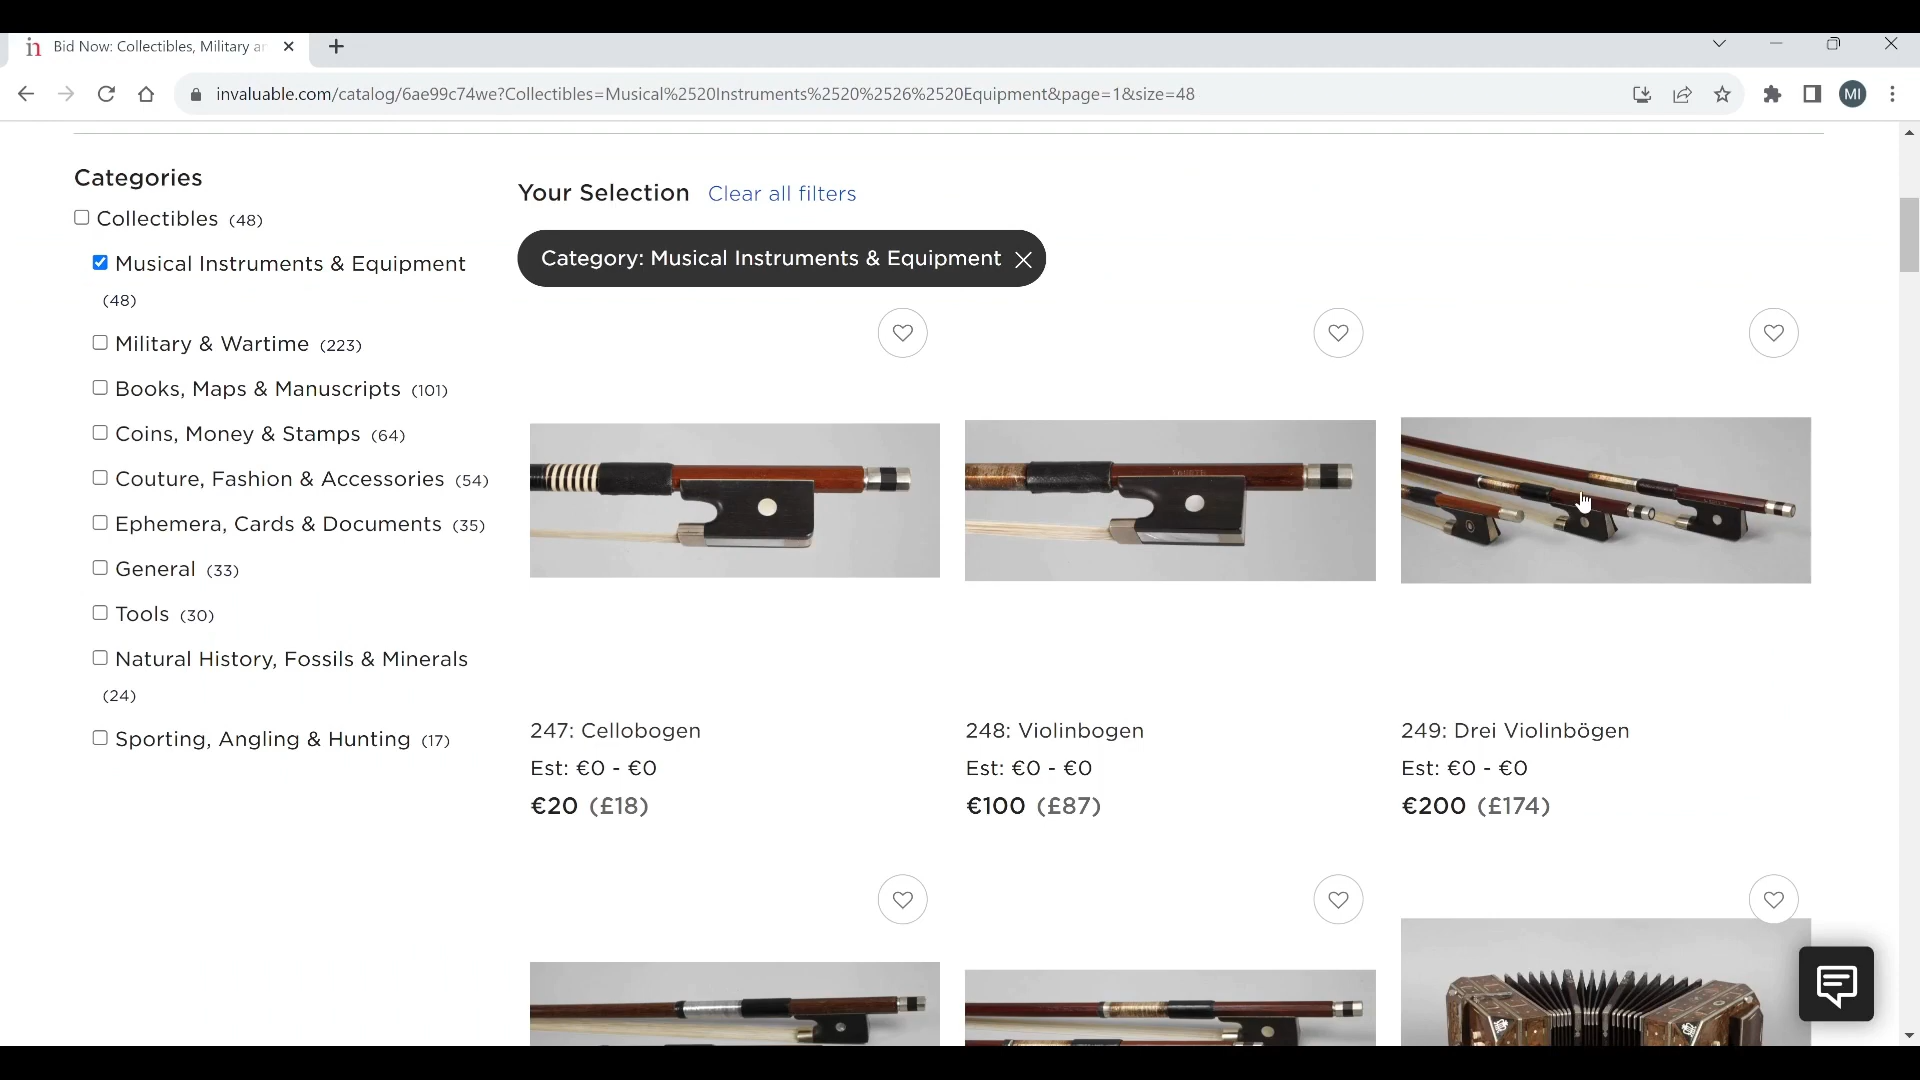 Bid Now: Collectibles, Military ar
invaluable.com/catalog/6ae99c74we?Collectibles=Musical%2520Instruments%2520%2526%2520Equipment&page=1&size=48
MI
Categories
Collectibles (48)
Musical Instruments & Equipment
(48)
Military & Wartime (223)
Books, Maps & Manuscripts (101)
Coins, Money & Stamps (64)
Couture, Fashion & Accessories (54)
Ephemera, Cards & Documents (35)
General (33)
Tools (30)
Natural History, Fossils & Minerals
(24)
Sporting, Angling & Hunting (17)
Your Selection Clear all filters
Category: Musical Instruments & Equipment
247: Cellobogen
Est: €0 - €0
€20 (£18)
248: Violinbogen
Est: €0 - €0
€100 (£87)
249: Drei Violinbögen
Est: €0 - €0
€200 (£174)